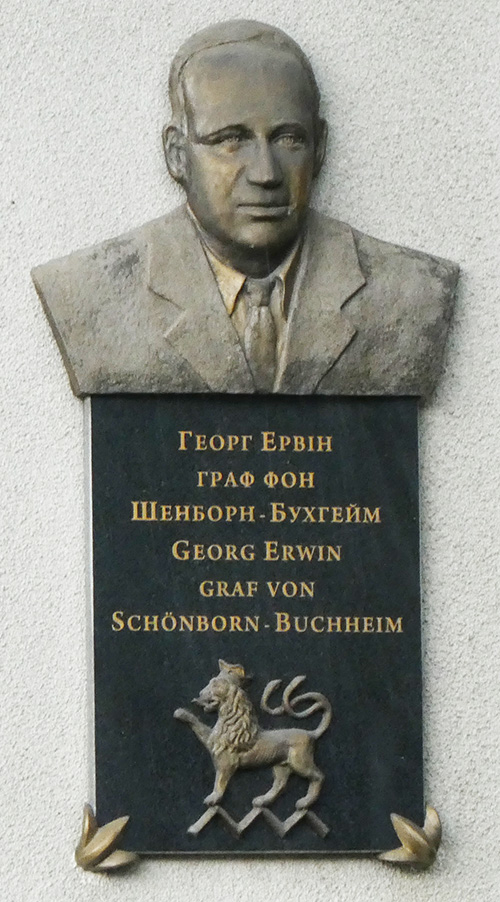 Георг Ервін
граф фон
Шенборн-Бухгейм
Georg Erwin
graf von
Schönborn-Buchheim